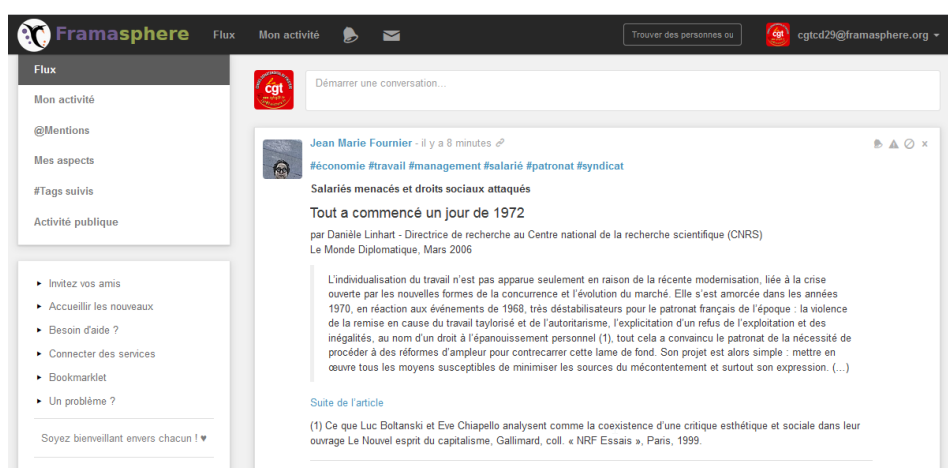 Framasphere Flux Mon activité Trouver des personnes ou cgt cgtcd29@framasphere.org
Flux
Mon activité
@Mentions
Mes aspects
#Tags suivis
Activité publique
Invitez vos amis
Accueillir les nouveaux
Besoin d'aide ?
Connecter des services
Bookmarklet
Un problème ?
Soyez bienveillant envers chacun ! ♥
cgt
Démarrer une conversation...
Jean Marie Fournier - il y a 8 minutes
#économie #travail #management #salarié #patronat #syndicat
Salariés menacés et droits sociaux attaqués
Tout a commencé un jour de 1972
par Danièle Linhart - Directrice de recherche au Centre national de la recherche scientifique (CNRS)
Le Monde Diplomatique, Mars 2006
L'individualisation du travail n'est pas apparue seulement en raison de la récente modernisation, liée à la crise
ouverte par les nouvelles formes de la concurrence et l'évolution du marché. Elle s'est amorcée dans les années
1970, en réaction aux événements de 1968, très déstabilisateurs pour le patronat français de l'époque : la violence
de la remise en cause du travail taylorisé et de l'autoritarisme, l'explicitation d'un refus de l'exploitation et des
inégalités, au nom d'un droit à l'épanouissement personnel (1), tout cela a convaincu le patronat de la nécessité de
procéder à des réformes d'ampleur pour contrecarrer cette lame de fond. Son projet est alors simple : mettre en
œuvre tous les moyens susceptibles de minimiser les sources du mécontentement et surtout son expression. (…)
Suite de l'article
(1) Ce que Luc Boltanski et Eve Chiapello analysent comme la coexistence d'une critique esthétique et sociale dans leur
ouvrage Le Nouvel esprit du capitalisme, Gallimard, coll. « NRF Essais », Paris, 1999.